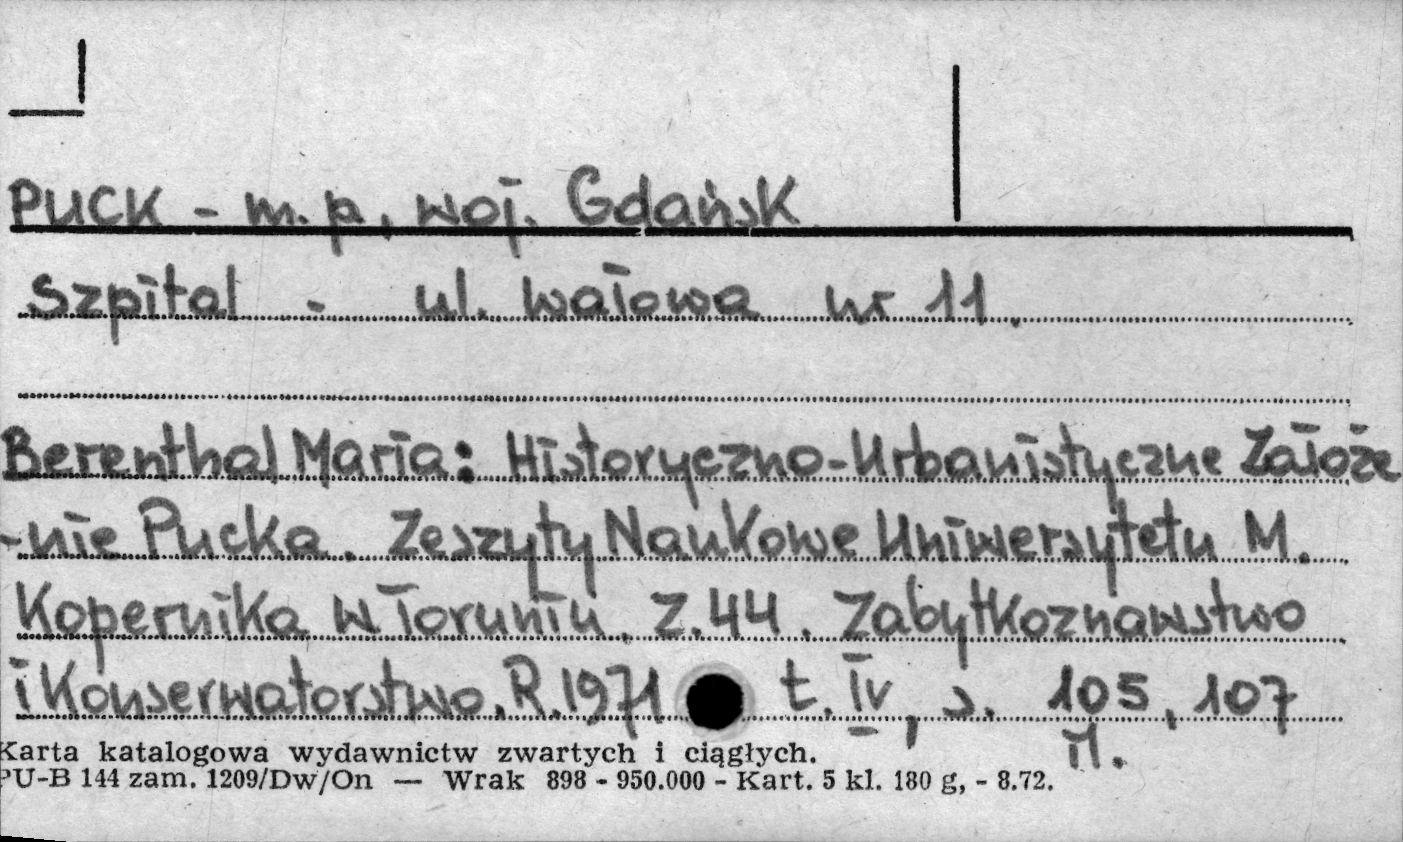 PUCK - m.p., woj. Gdańsk
Szpital - ul. Wałowa nr 11.
Berenthal Maria: Historyczno-Urbanistyczne Założe
-nie Pucka. Zeszyty Naukowe Uniwersytetu M.
Kopernika w Toruniu. Z.44. Zabytkoznawstwo
i Konserwatorstwo. R.1971 t. IV, s. 105, 107
il.
Karta katalogowa wydawnictw zwartych i ciągłych.
PU-B 144 zam. 1209/Dw/On — Wrak 898 - 950.000 - Kart. 5 kl. 180 g, - 8.72.